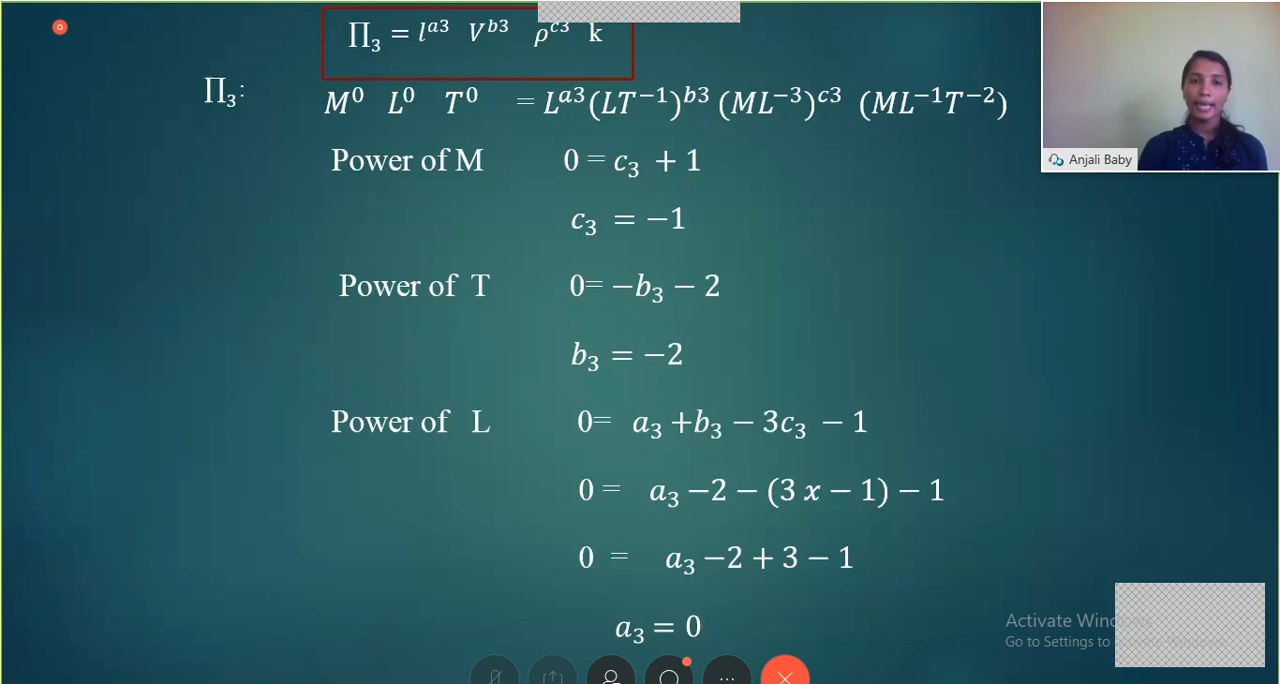 ∏₃ = l^{a3} V^{b3} ρ^{c3} k
∏₃:
M⁰ L⁰ T⁰ = L^{a3}(LT⁻¹)^{b3} (ML⁻³)^{c3} (ML⁻¹T⁻²)
Anjali Baby
Power of M 0 = c₃ + 1
c₃ = −1
Power of T 0= −b₃ − 2
b₃ = −2
Power of L 0= a₃ +b₃ − 3c₃ − 1
0 = a₃ −2 − (3 x − 1) − 1
0 = a₃ −2 + 3 − 1
a₃ = 0
Activate
Go to Settings to